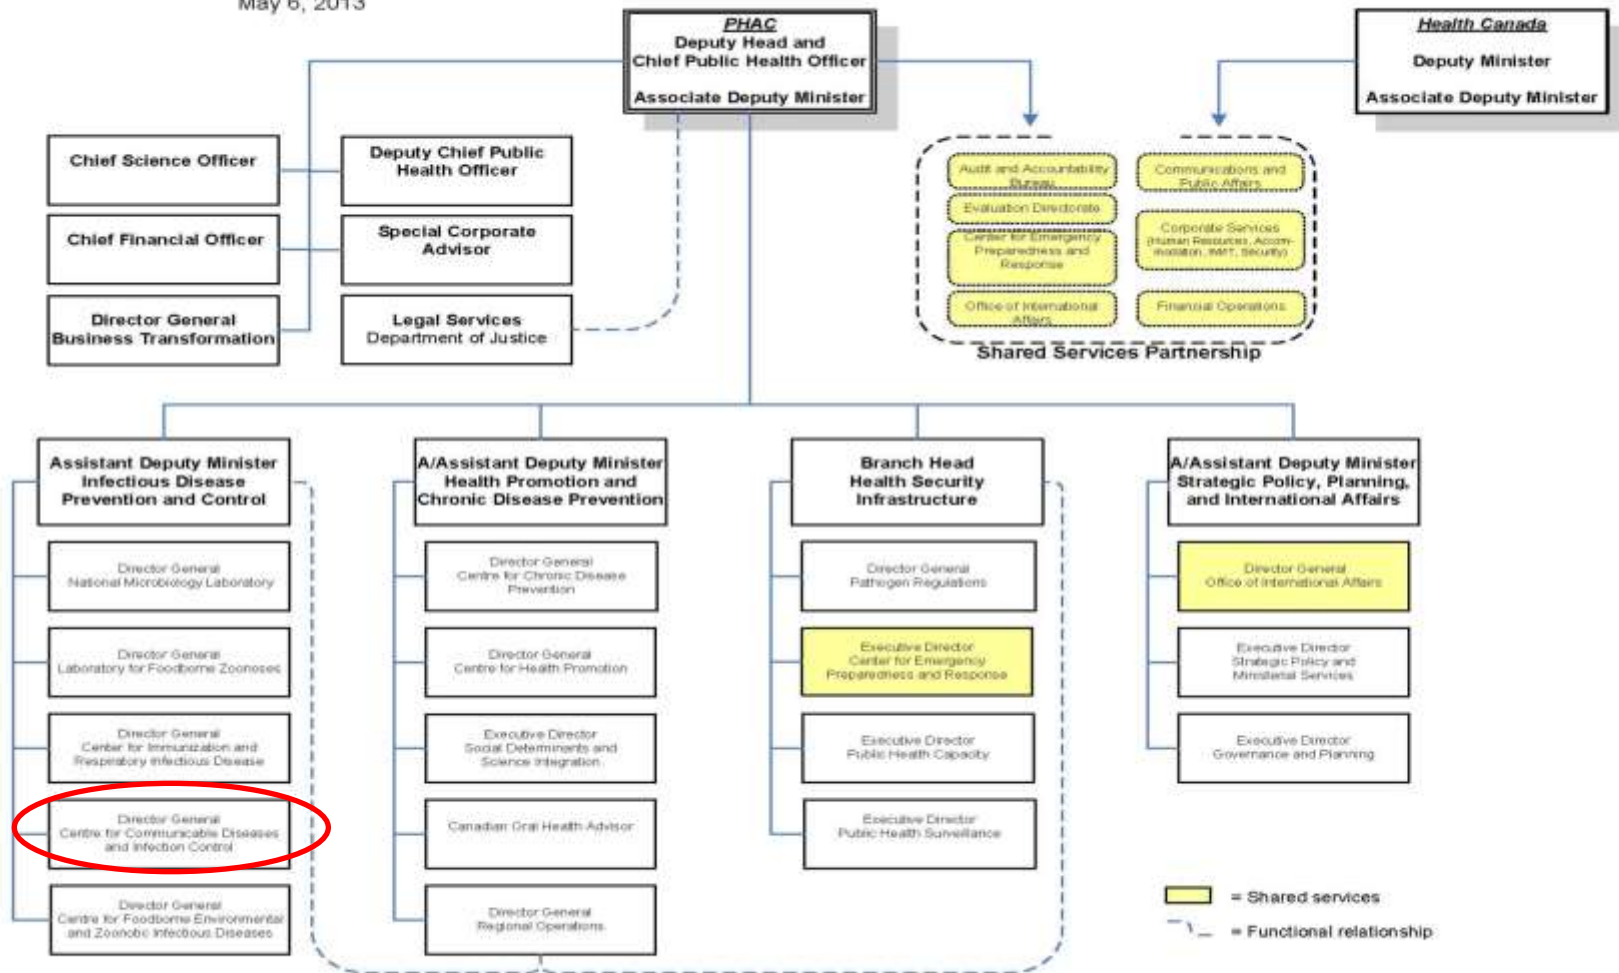 May 6, 2013
PHAC
Deputy Head and
Chief Public Health Officer
Associate Deputy Minister
Health Canada
Deputy Minister
Associate Deputy Minister
Chief Science Officer
Deputy Chief Public
Health Officer
Chief Financial Officer
Special Corporate
Advisor
Director General
Business Transformation
Legal Services
Department of Justice
Audit and Accountability
Bureau
Evaluation Directorate
Center for Emergency
Preparedness and
Response
Office of International
Affairs
Communications and
Public Affairs
Corporate Services
(Human Resources, Accom-
modation, IM/IT, Security)
Financial Operations
Shared Services Partnership
Assistant Deputy Minister
Infectious Disease
Prevention and Control
Director General
National Microbiology Laboratory
Director General
Laboratory for Foodborne Zoonoses
Director General
Center for Immunization and
Respiratory Infectious Disease
Director General
Centre for Communicable Diseases
and Infection Control
Director General
Centre for Foodborne Environmental
and Zoonotic Infectious Diseases
A/Assistant Deputy Minister
Health Promotion and
Chronic Disease Prevention
Director General
Centre for Chronic Disease
Prevention
Director General
Centre for Health Promotion
Executive Director
Social Determinants and
Science Integration
Canadian Oral Health Advisor
Director General
Regional Operations
Branch Head
Health Security
Infrastructure
Director General
Pathogen Regulations
Executive Director
Center for Emergency
Preparedness and Response
Executive Director
Public Health Capacity
Executive Director
Public Health Surveillance
A/Assistant Deputy Minister
Strategic Policy, Planning,
and International Affairs
Director General
Office of International Affairs
Executive Director
Strategic Policy and
Ministerial Services
Executive Director
Governance and Planning
= Shared services
= Functional relationship